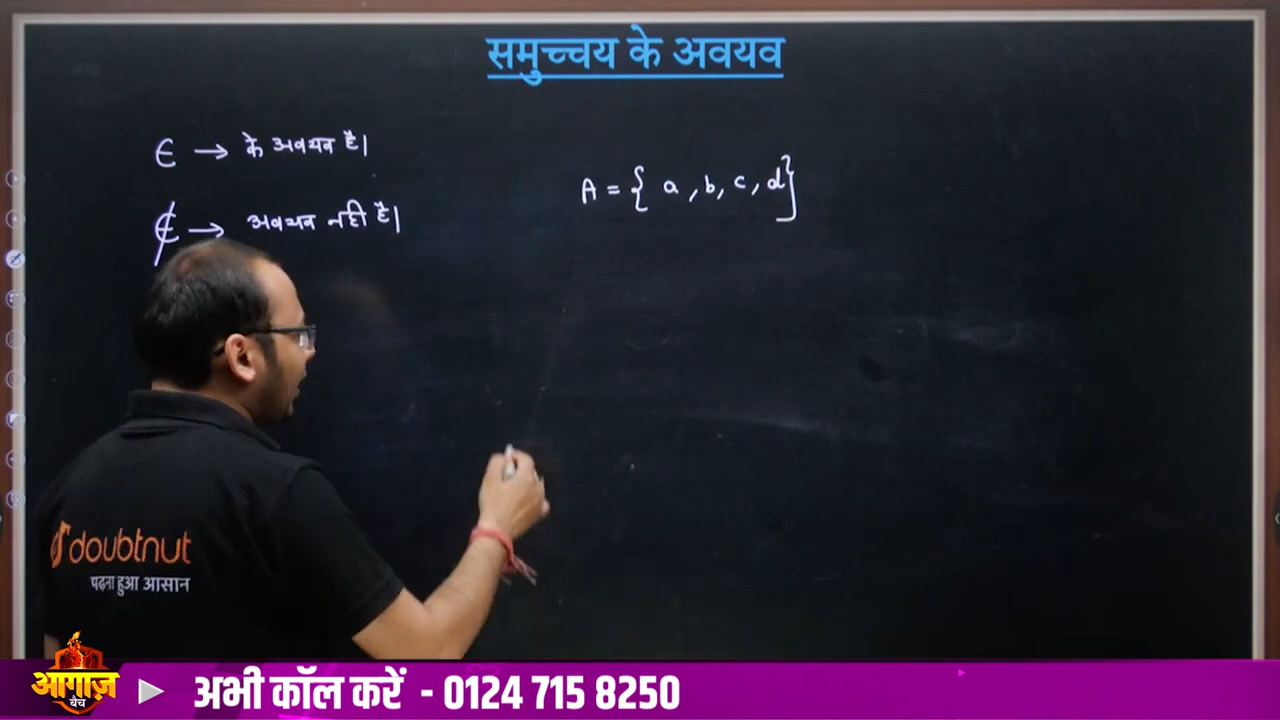 समुच्चय के अवयव
∈ → के अवयव है।
A = { a , b, c, d}
∉ → अवयव नही है।
doubtnut
पढ़ना हुआ आसान
आगाज़
बैच
अभी कॉल करें - 0124 715 8250